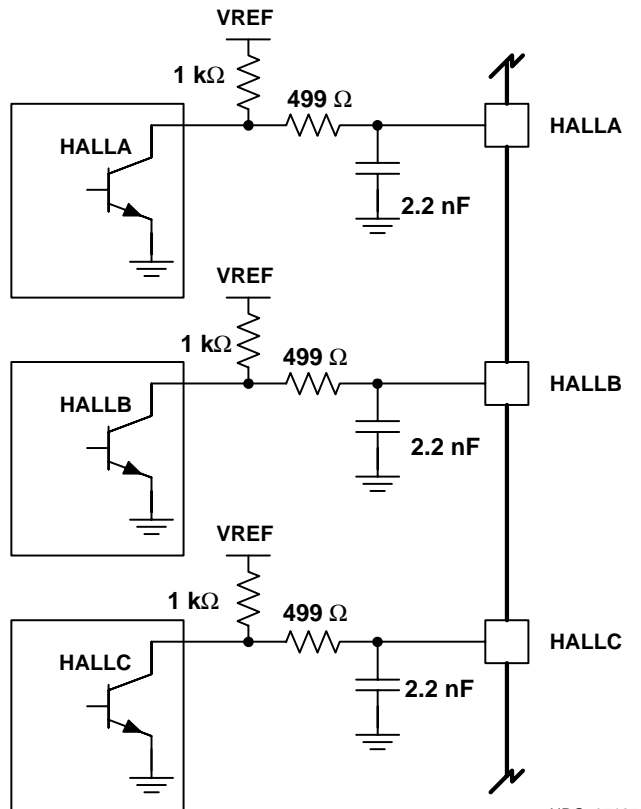 VREF
1 kΩ
499 Ω
HALLA
HALLA
2.2 nF
VREF
1 kΩ
499 Ω
HALLB
HALLB
2.2 nF
VREF
1 kΩ
499 Ω
HALLC
HALLC
2.2 nF